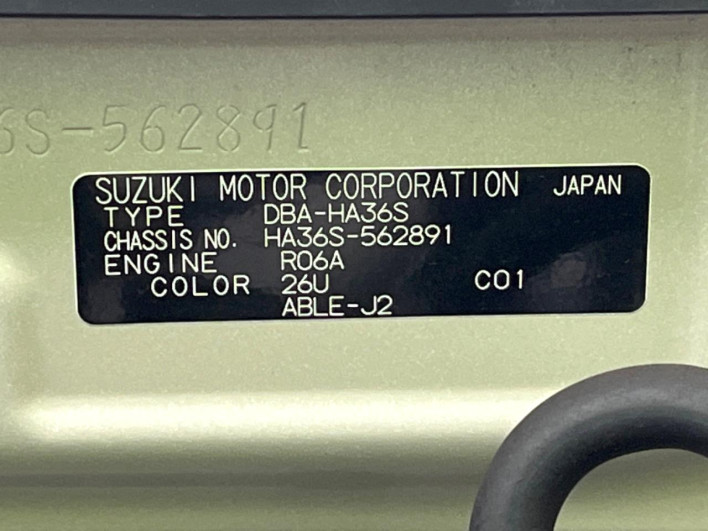 6S-562891
SUZUKI MOTOR CORPORATION JAPAN
TYPE DBA-HA36S
CHASSIS NO. HA36S-562891
ENGINE R06A
COLOR 26U C01
ABLE-J2